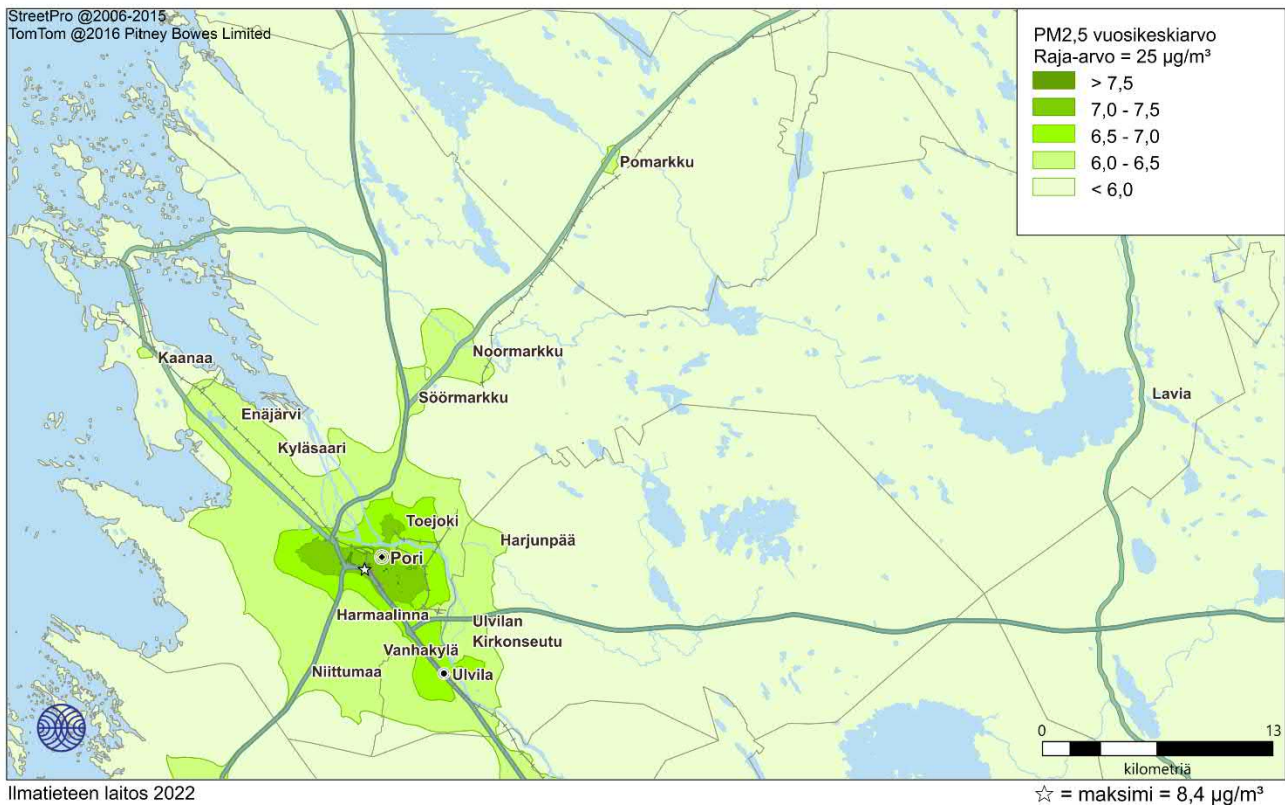 StreetPro @2006-2015
TomTom @2016 Pitney Bowes Limited
PM2,5 vuosikeskiarvo
Raja-arvo = 25 µg/m³
> 7,5
7,0 - 7,5
6,5 - 7,0
6,0 - 6,5
< 6,0
Pomarkku
Noormarkku
Kaanaa
Söörmarkku
Lavia
Enäjärvi
Kyläsaari
Toejoki
Harjunpää
Pori
Harmaalinna
Ulvilan
Kirkonseutu
Vanhakylä
Niittumaa
Ulvila
0 13
kilometriä
Ilmatieteen laitos 2022
☆ = maksimi = 8,4 µg/m³